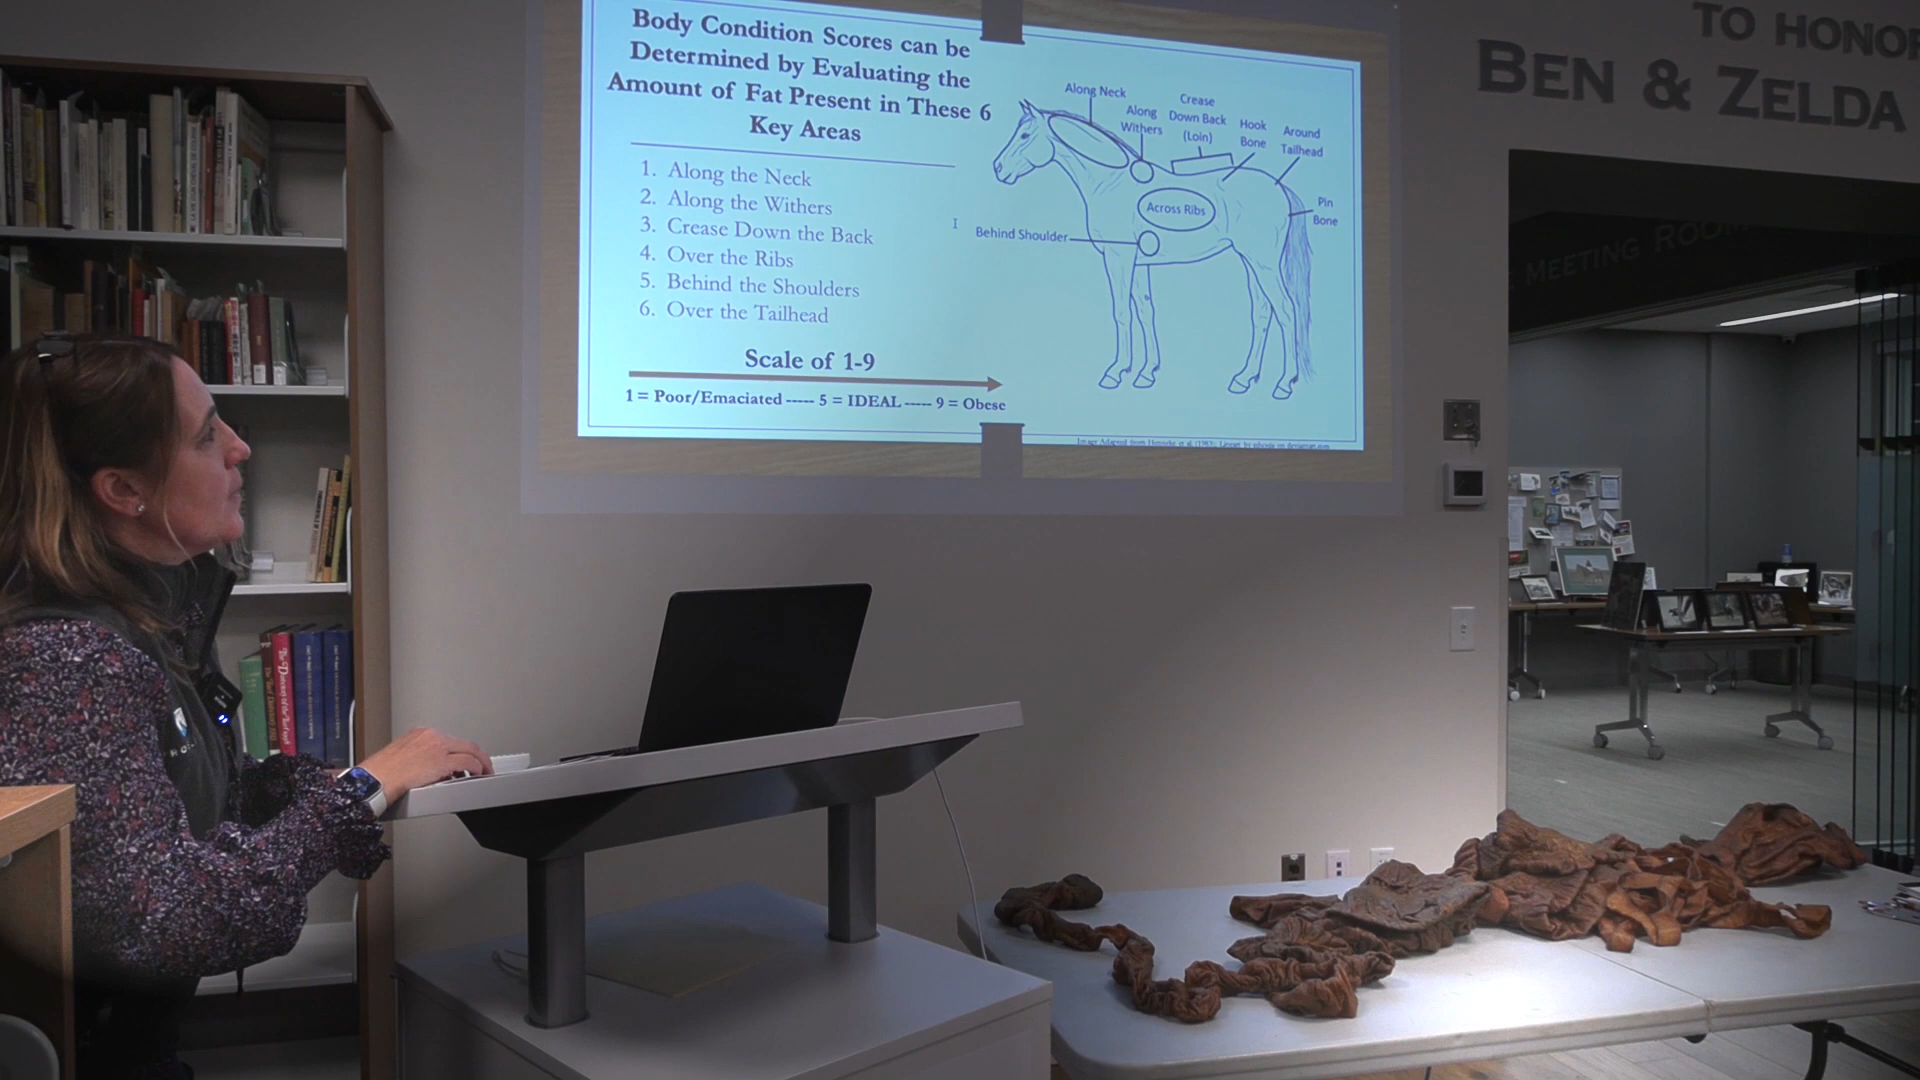 Body Condition Scores can be
Determined by Evaluating the
Amount of Fat Present in These 6
Key Areas
1. Along the Neck
2. Along the Withers
3. Crease Down the Back
4. Over the Ribs
5. Behind the Shoulders
6. Over the Tailhead
Scale of 1-9
1 = Poor/Emaciated ----- 5 = IDEAL ----- 9 = Obese
Along Neck
Along
Withers
Crease
Down Back
(Loin)
Hook
Bone
Around
Tailhead
Pin
Bone
Across Ribs
Behind Shoulder
TO HONOR
BEN & ZELDA
MEETING ROOM